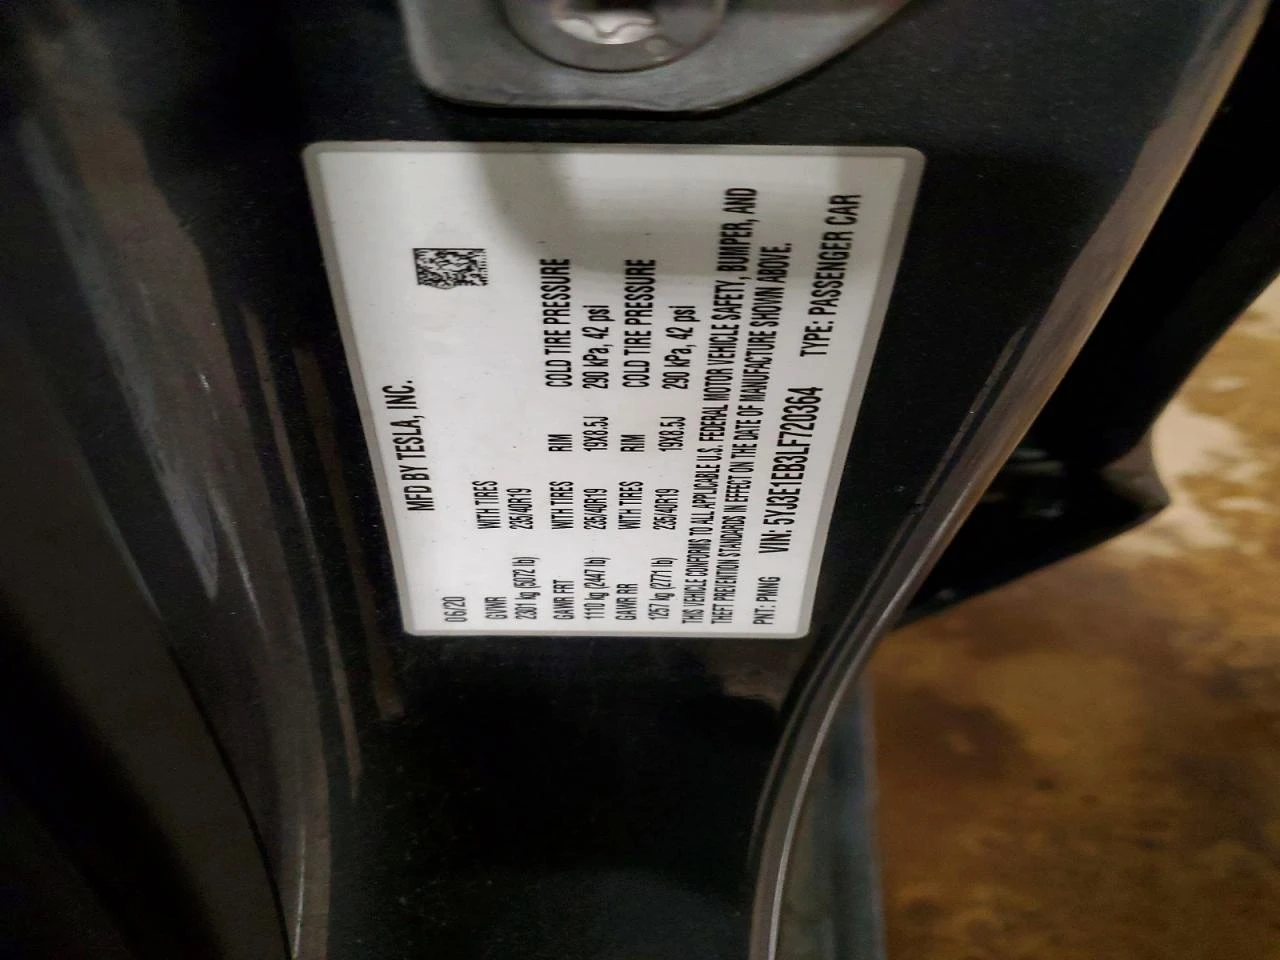 MFD BY TESLA, INC.
06/20
GVWR WITH TIRES
2301 kg (5072 lb) 235/40R19
GAWR FRT WITH TIRES RIM COLD TIRE PRESSURE
1110 kg (2447 lb) 235/40R19 19X8.5J 290 kPa, 42 psi
GAWR RR WITH TIRES RIM COLD TIRE PRESSURE
1257 kg (2771 lb) 235/40R19 19X8.5J 290 kPa, 42 psi
THIS VEHICLE CONFORMS TO ALL APPLICABLE U.S. FEDERAL MOTOR VEHICLE SAFETY, BUMPER, AND
THEFT PREVENTION STANDARDS IN EFFECT ON THE DATE OF MANUFACTURE SHOWN ABOVE.
PNT: PMNG VIN: 5YJ3E1EB3LF720364 TYPE: PASSENGER CAR